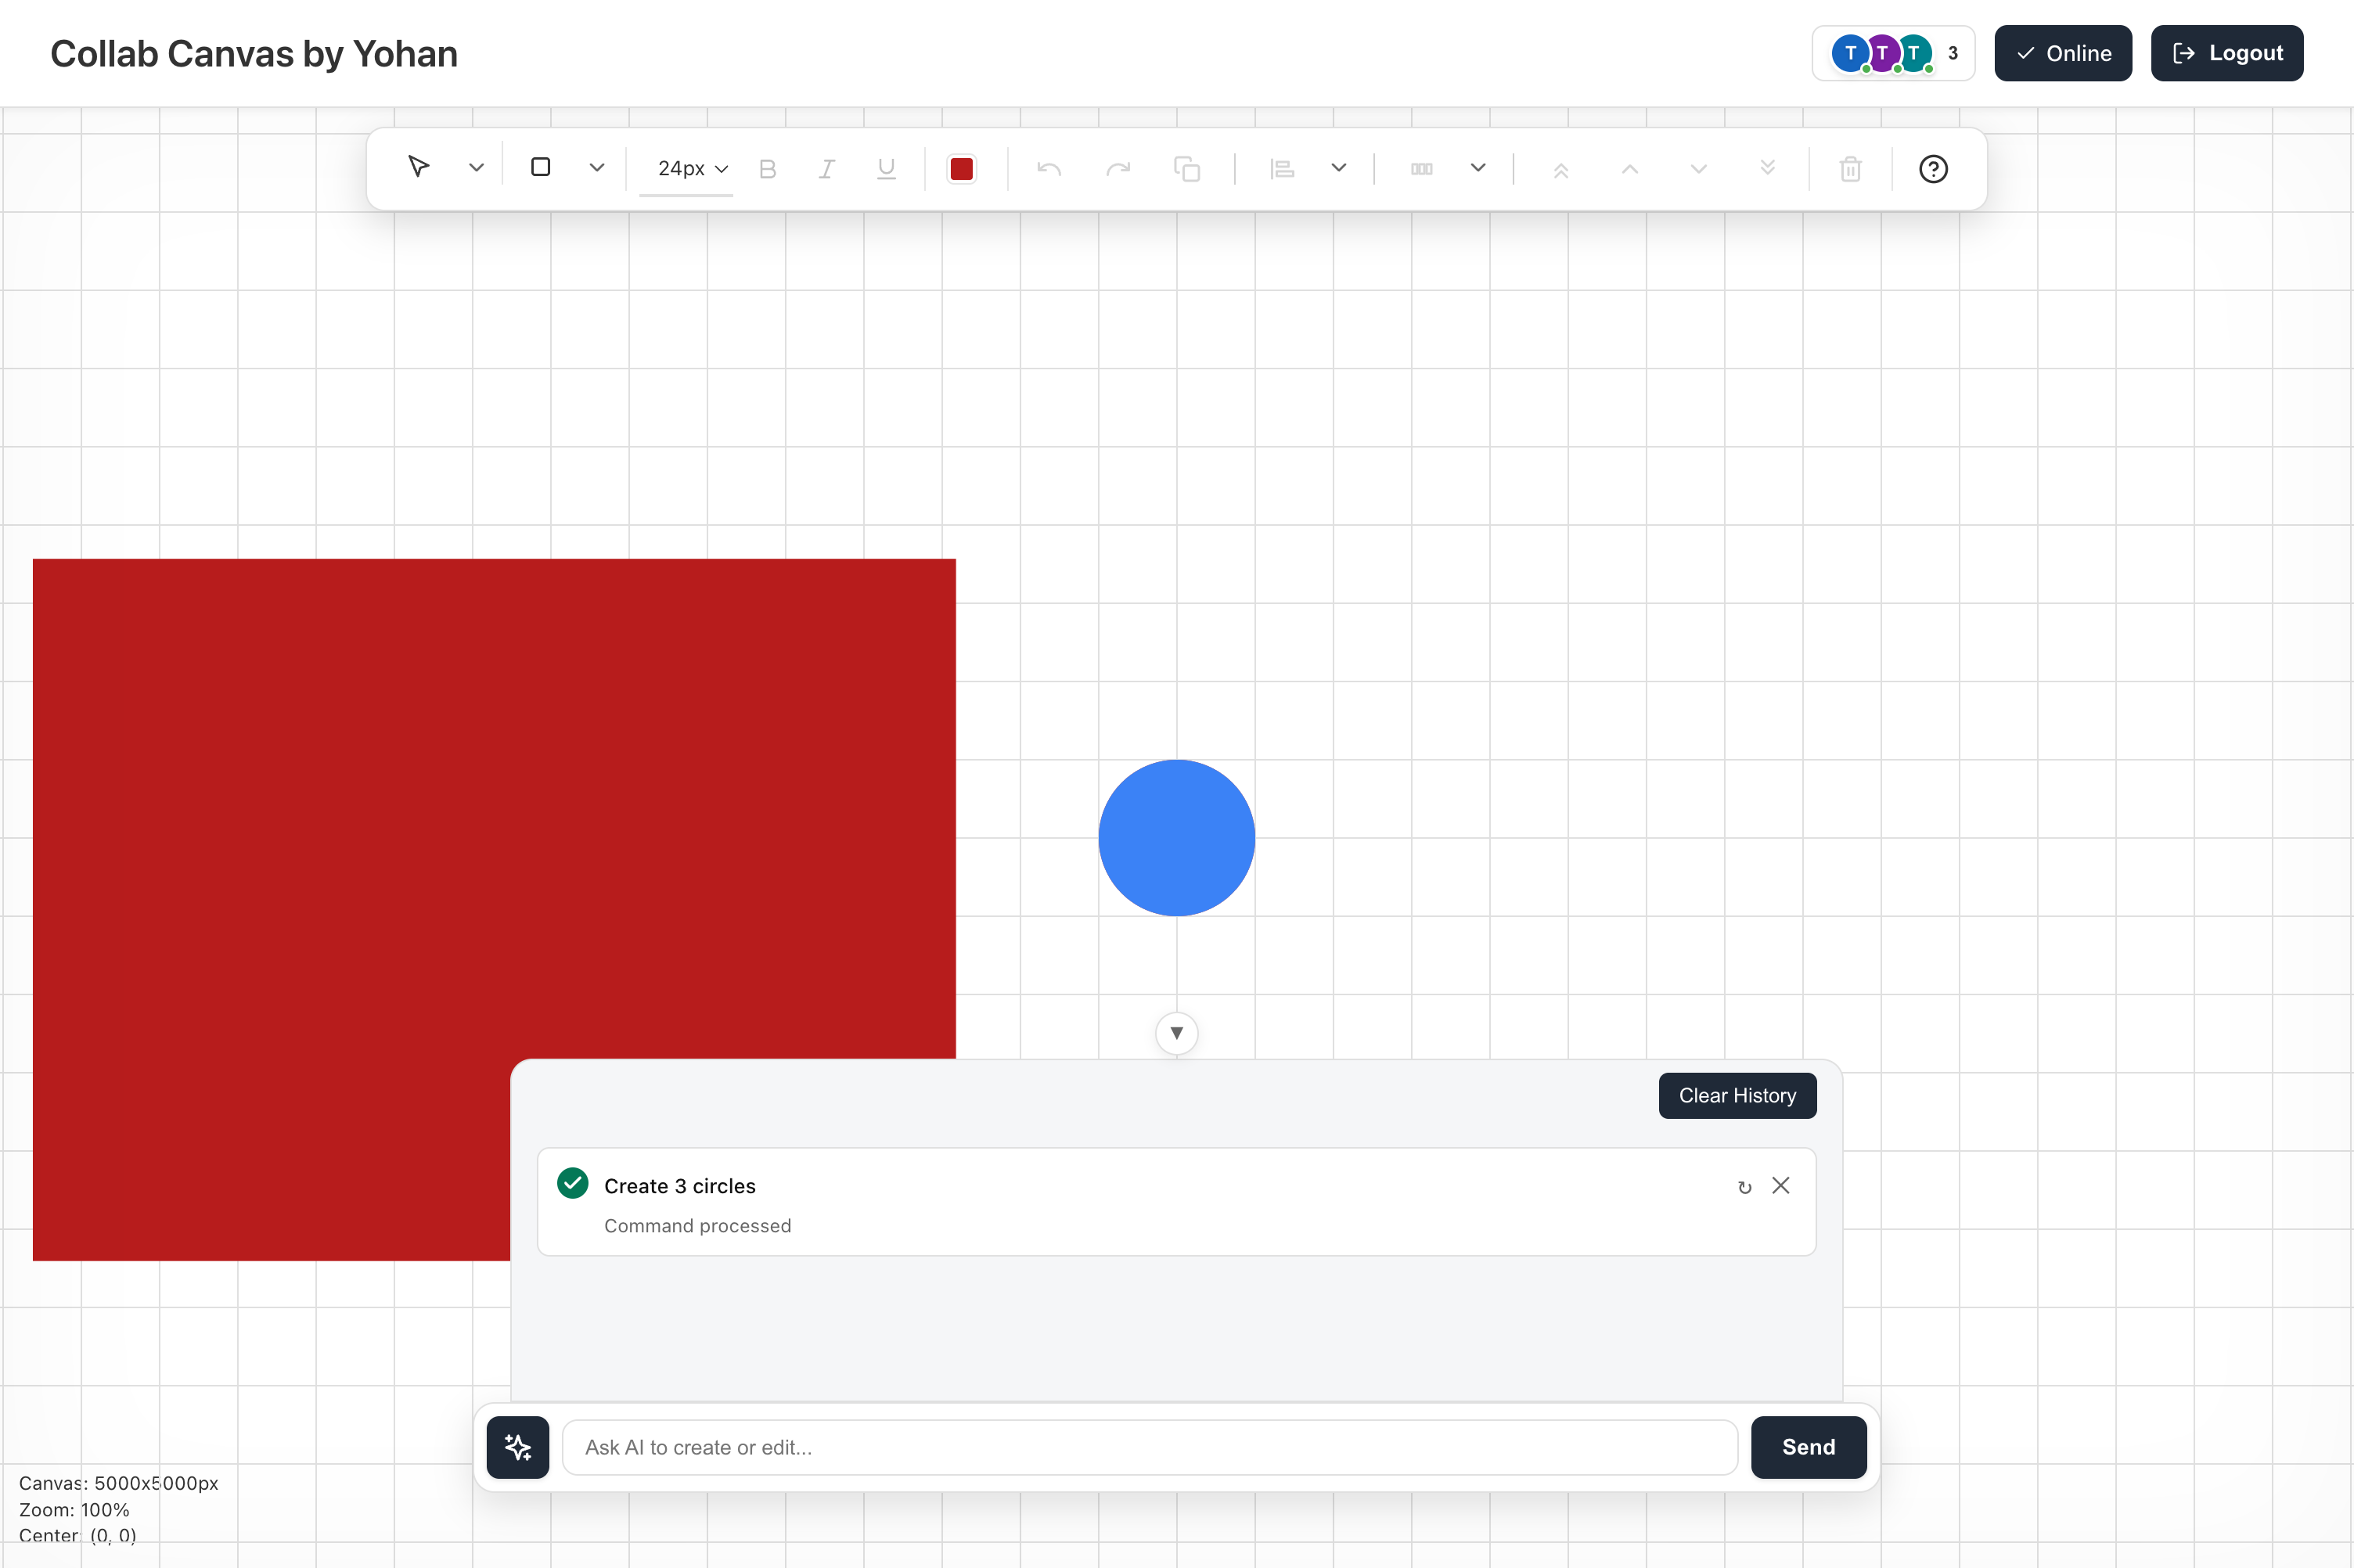 Collab Canvas by Yohan
T T T 3
Online
Logout
24px
Clear History
Create 3 circles
Command processed
Ask AI to create or edit...
Send
Canvas: 5000x5000px
Zoom: 100%
Center: (0, 0)